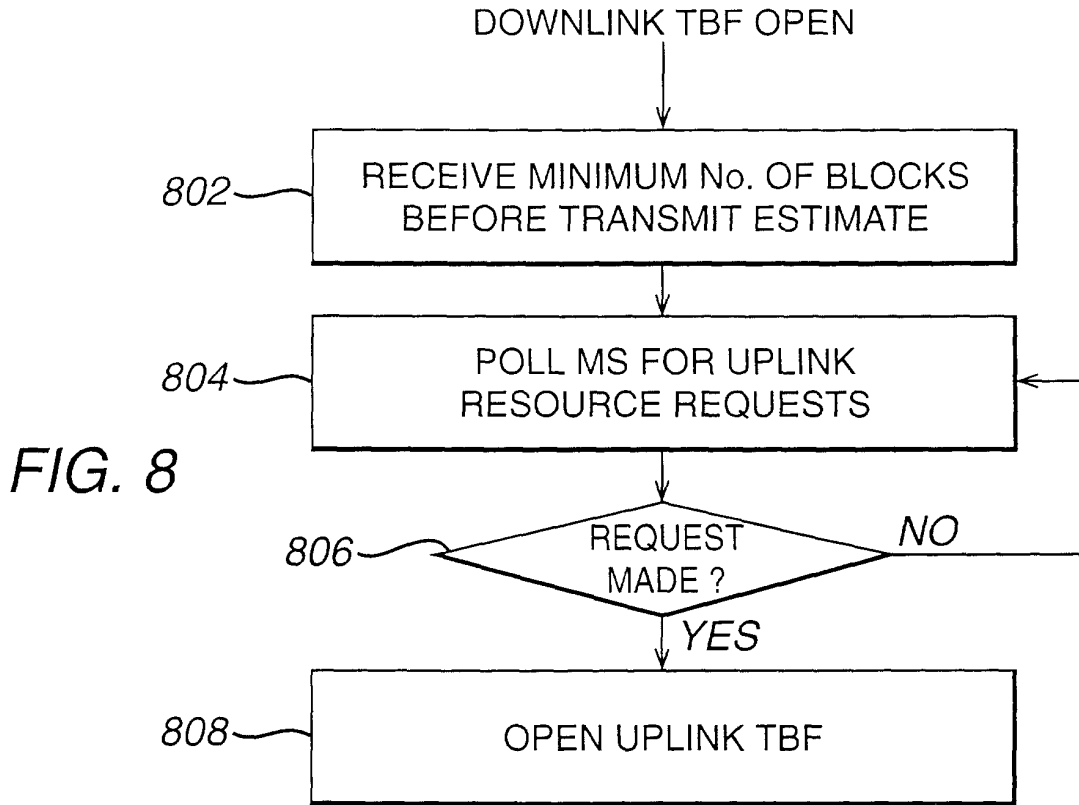 DOWNLINK TBF OPEN
802
RECEIVE MINIMUM No. OF BLOCKS
BEFORE TRANSMIT ESTIMATE
804
POLL MS FOR UPLINK
RESOURCE REQUESTS
FIG. 8
806
REQUEST
MADE ?
NO
YES
808
OPEN UPLINK TBF